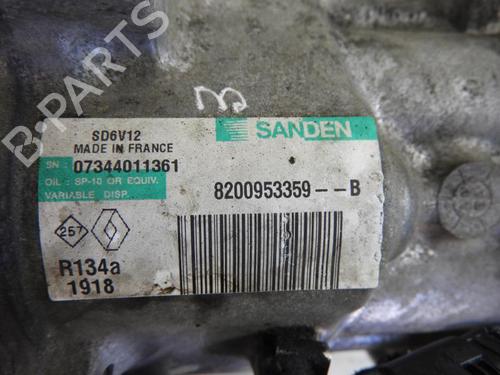 B-PARTS
3
SD6V12
MADE IN FRANCE
SANDEN
SN : 07344011361
OIL : SP-10 OR EQUIV.
VARIABLE DISP.
8200953359--B
257
R134a
1918